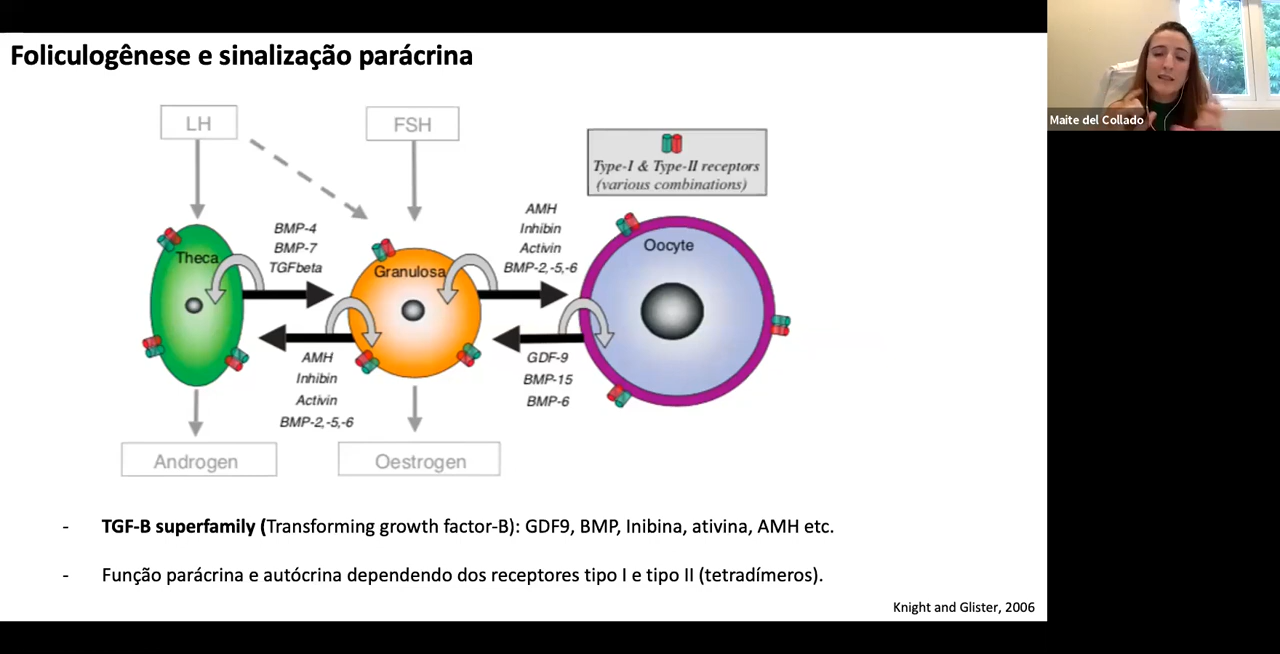 Foliculogênese e sinalização parácrina
Maite del Collado
LH
FSH
Type-I & Type-II receptors
(various combinations)
BMP-4
BMP-7
TGFbeta
AMH
Inhibin
Activin
BMP-2,-5,-6
Theca
Granulosa
Oocyte
AMH
Inhibin
Activin
BMP-2,-5,-6
GDF-9
BMP-15
BMP-6
Androgen
Oestrogen
- TGF-B superfamily (Transforming growth factor-B): GDF9, BMP, Inibina, ativina, AMH etc.
- Função parácrina e autócrina dependendo dos receptores tipo I e tipo II (tetradímeros).
Knight and Glister, 2006